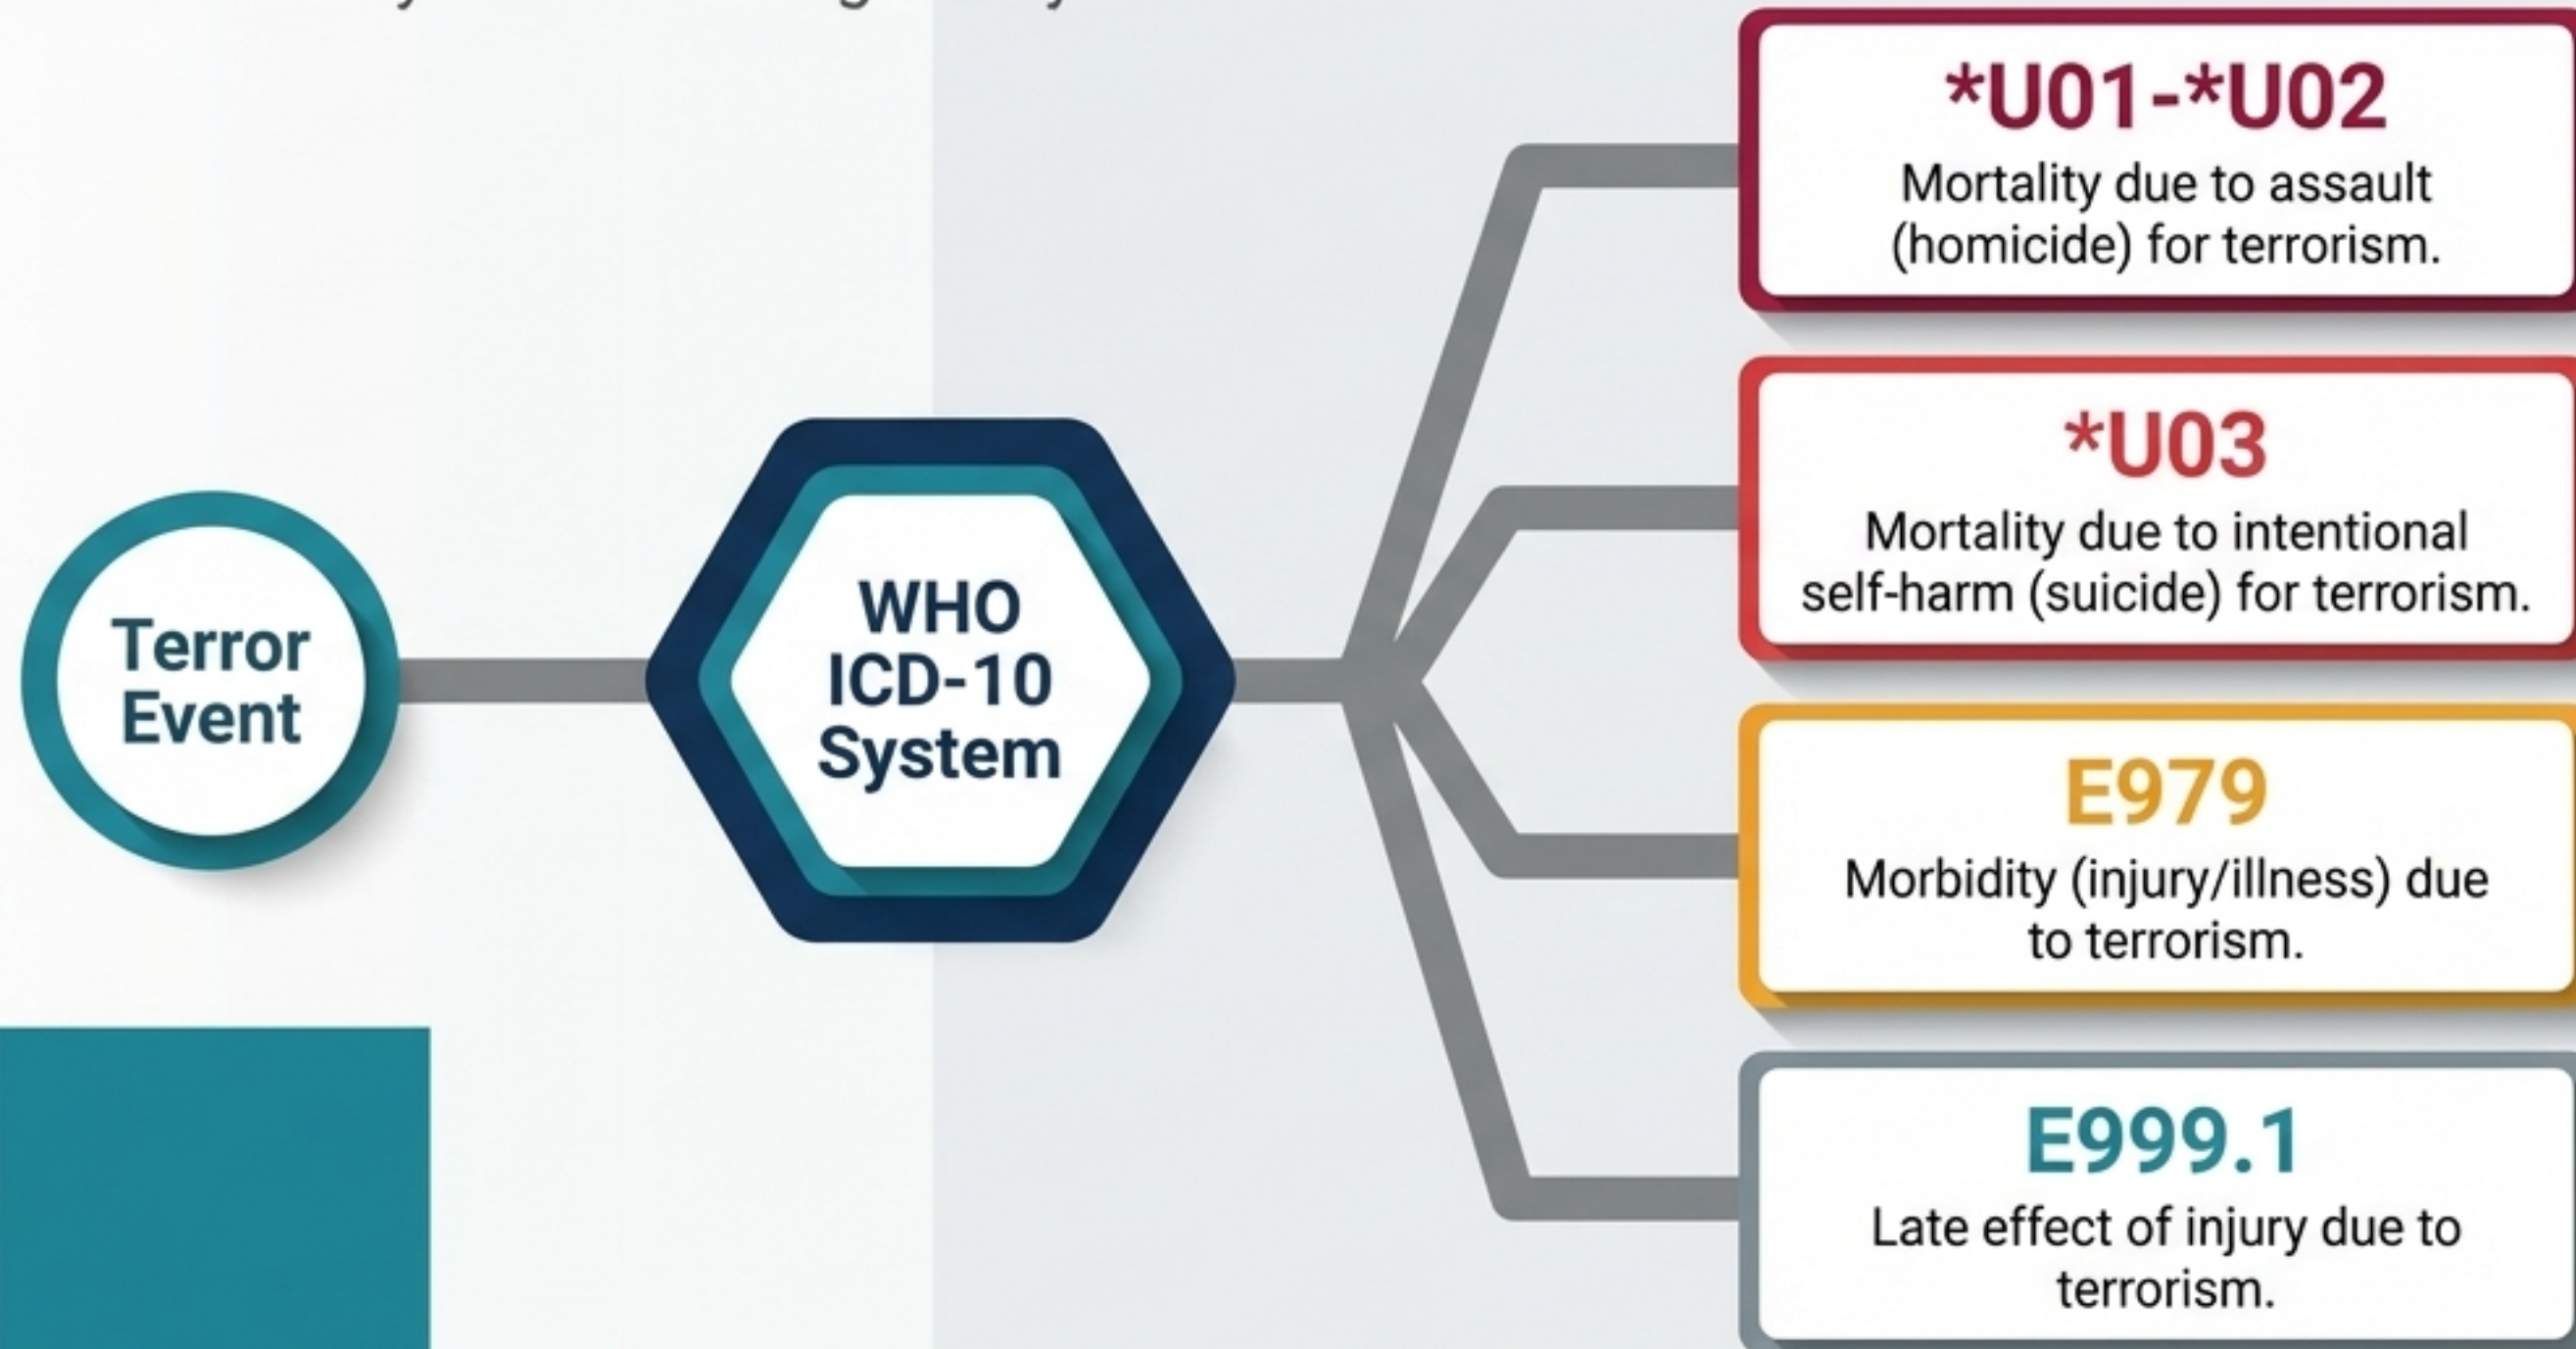 Terror
Event
WHO
ICD-10
System
*U01-*U02
Mortality due to assault
(homicide) for terrorism.
*U03
Mortality due to intentional
self-harm (suicide) for terrorism.
E979
Morbidity (injury/illness) due
to terrorism.
E999.1
Late effect of injury due to
terrorism.